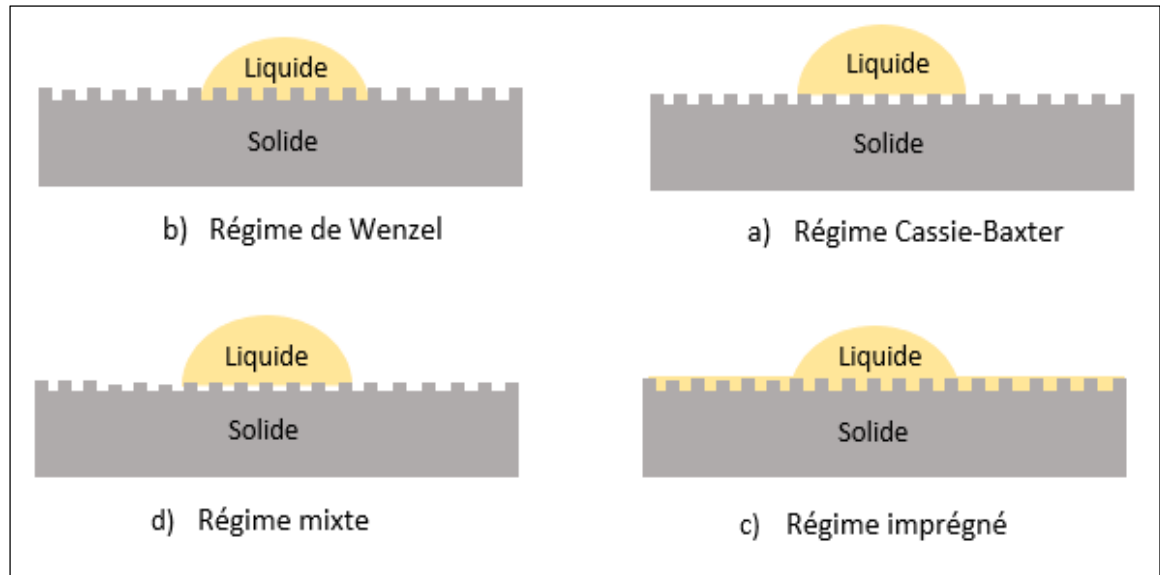 Liquide
Solide
b) Régime de Wenzel
Liquide
Solide
a) Régime Cassie-Baxter
Liquide
Solide
d) Régime mixte
Liquide
Solide
c) Régime imprégné